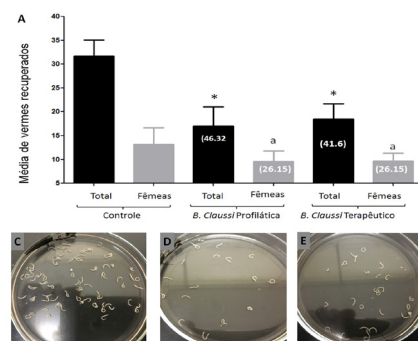 A
Média de vermes recuperados
40
35
30
25
20
15
10
5
*
(46.32
a
(26.15)
*
(41.6)
a
(26.15)
Total Fêmeas Total Fêmeas Total Fêmeas
Controle B. Claussi Profilática B. Claussi Terapêutico
C D E